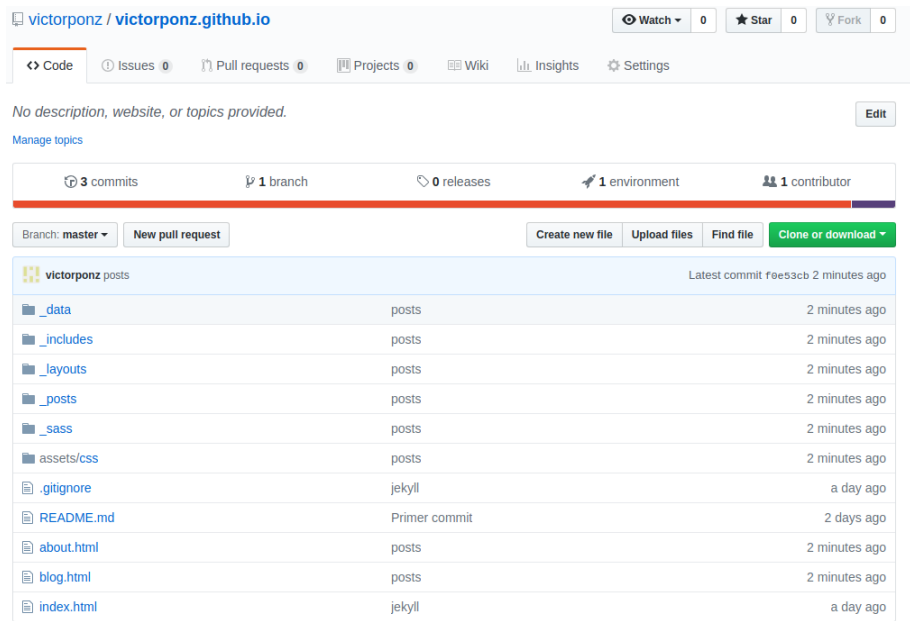 victorponz / victorponz.github.io Watch 0 Star 0 Fork 0
Code Issues 0 Pull requests 0 Projects 0 Wiki Insights Settings
No description, website, or topics provided. Edit
Manage topics
3 commits 1 branch 0 releases 1 environment 1 contributor
Branch: master New pull request Create new file Upload files Find file Clone or download
victorponz posts Latest commit f0e53cb 2 minutes ago
_data posts 2 minutes ago
_includes posts 2 minutes ago
_layouts posts 2 minutes ago
_posts posts 2 minutes ago
_sass posts 2 minutes ago
assets/css posts 2 minutes ago
.gitignore jekyll a day ago
README.md Primer commit 2 days ago
about.html posts 2 minutes ago
blog.html posts 2 minutes ago
index.html jekyll a day ago